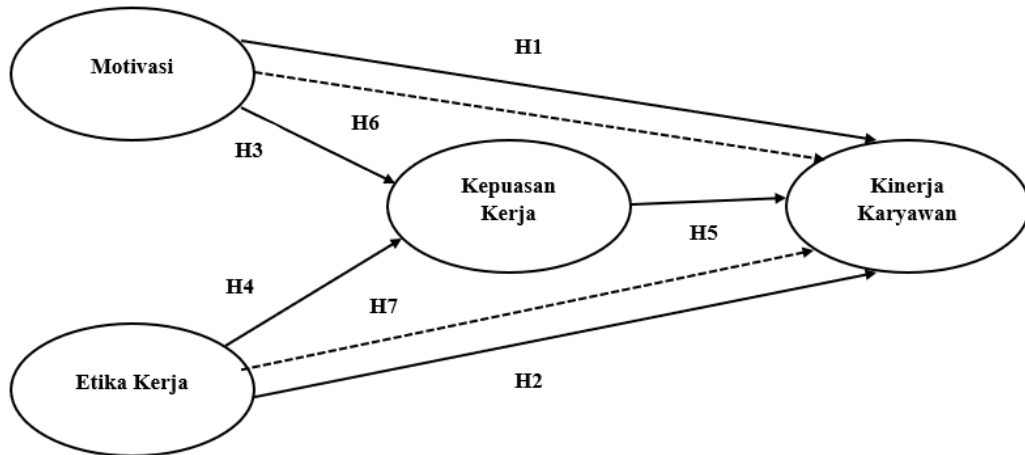 H1
Motivasi
H6
H3
Kepuasan
Kerja
Kinerja
Karyawan
H5
H4
H7
Etika Kerja
H2